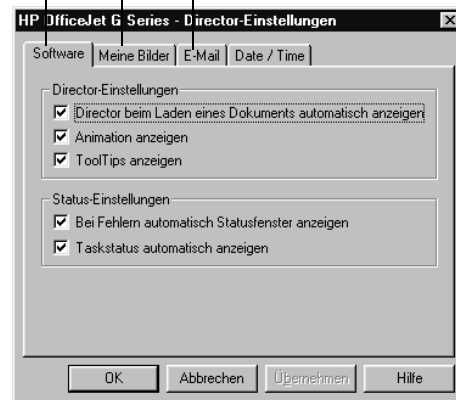 HP OfficeJet G Series - Director-Einstellungen
Software Meine Bilder E-Mail Date / Time
Director-Einstellungen
Director beim Laden eines Dokuments automatisch anzeigen
Animation anzeigen
ToolTips anzeigen
Status-Einstellungen
Bei Fehlern automatisch Statusfenster anzeigen
Taskstatus automatisch anzeigen
OK Abbrechen Übernehmen Hilfe